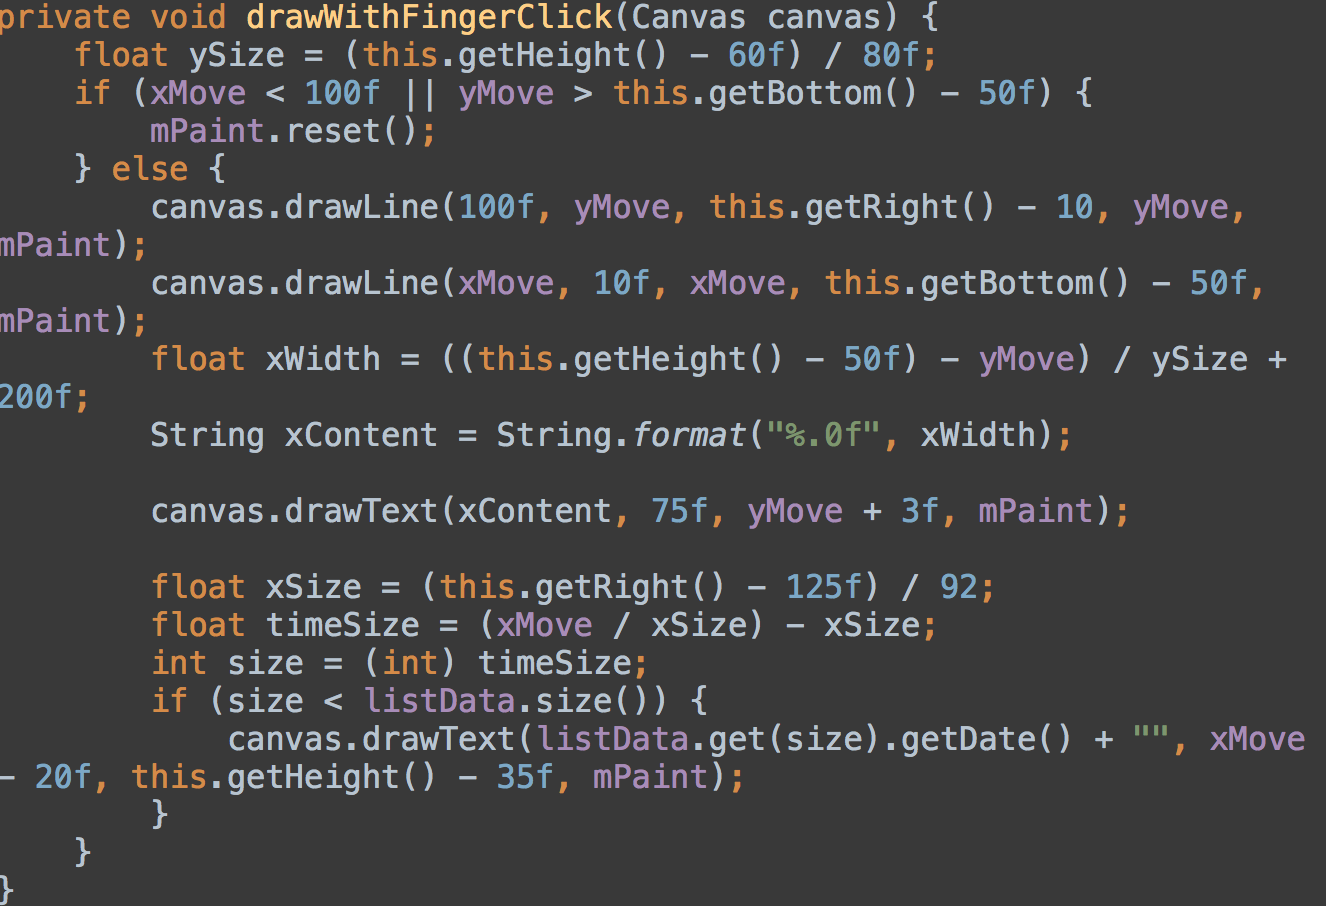 private void drawWithFingerClick(Canvas canvas) {
    float ySize = (this.getHeight() - 60f) / 80f;
    if (xMove < 100f || yMove > this.getBottom() - 50f) {
        mPaint.reset();
    } else {
        canvas.drawLine(100f, yMove, this.getRight() - 10, yMove,
mPaint);
        canvas.drawLine(xMove, 10f, xMove, this.getBottom() - 50f,
mPaint);
        float xWidth = ((this.getHeight() - 50f) - yMove) / ySize +
200f;
        String xContent = String.format("%.0f", xWidth);

        canvas.drawText(xContent, 75f, yMove + 3f, mPaint);

        float xSize = (this.getRight() - 125f) / 92;
        float timeSize = (xMove / xSize) - xSize;
        int size = (int) timeSize;
        if (size < listData.size()) {
            canvas.drawText(listData.get(size).getDate() + "", xMove
- 20f, this.getHeight() - 35f, mPaint);
        }
    }
}